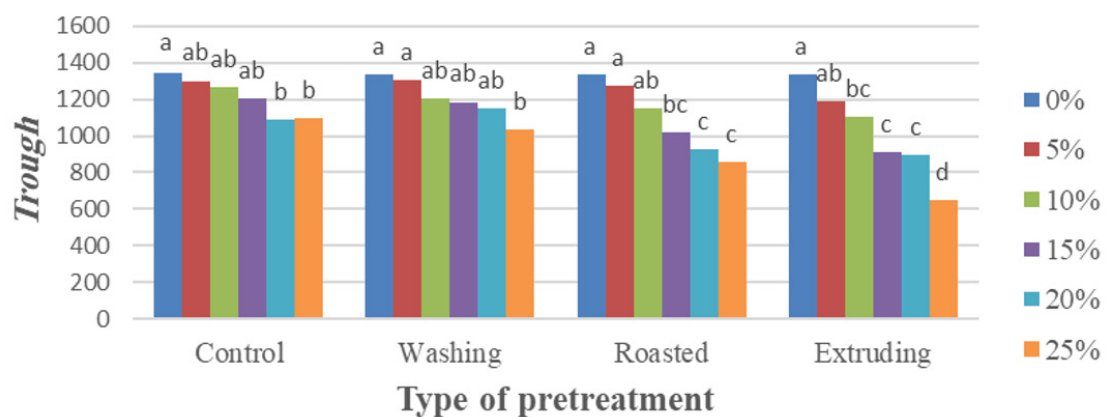 1600
1400
1200
1000
800
600
400
200
0
Trough
a ab ab ab b b
a a ab ab ab b
a a ab bc c c
a ab bc c c d
Control Washing Roasted Extruding
Type of pretreatment
0%
5%
10%
15%
20%
25%